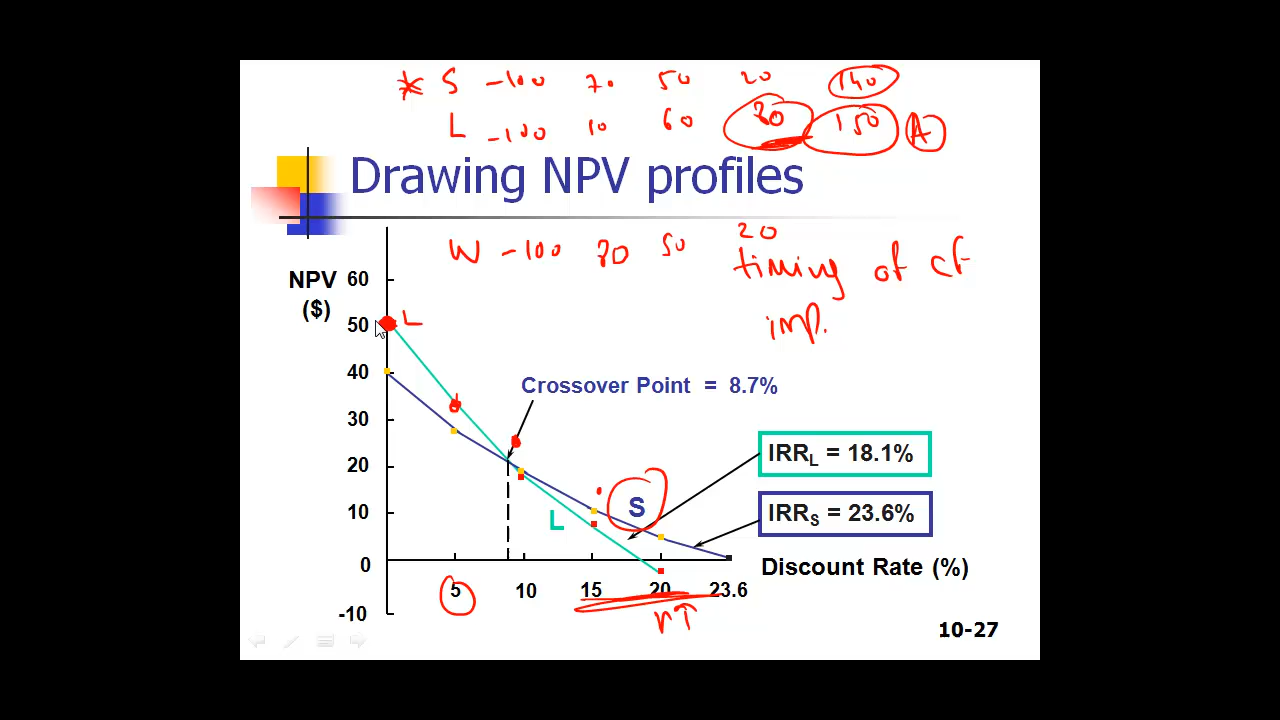 * S -100 70 50 20 140
L -100 10 60 80 150 A
Drawing NPV profiles
W -100 70 50 20
timing of CF
imp.
NPV
($)
60
50 L
40
30
20
10
0
-10
Crossover Point = 8.7%
IRRL = 18.1%
S
IRRS = 23.6%
L
Discount Rate (%)
5 10 15 20 23.6
r↑
10-27